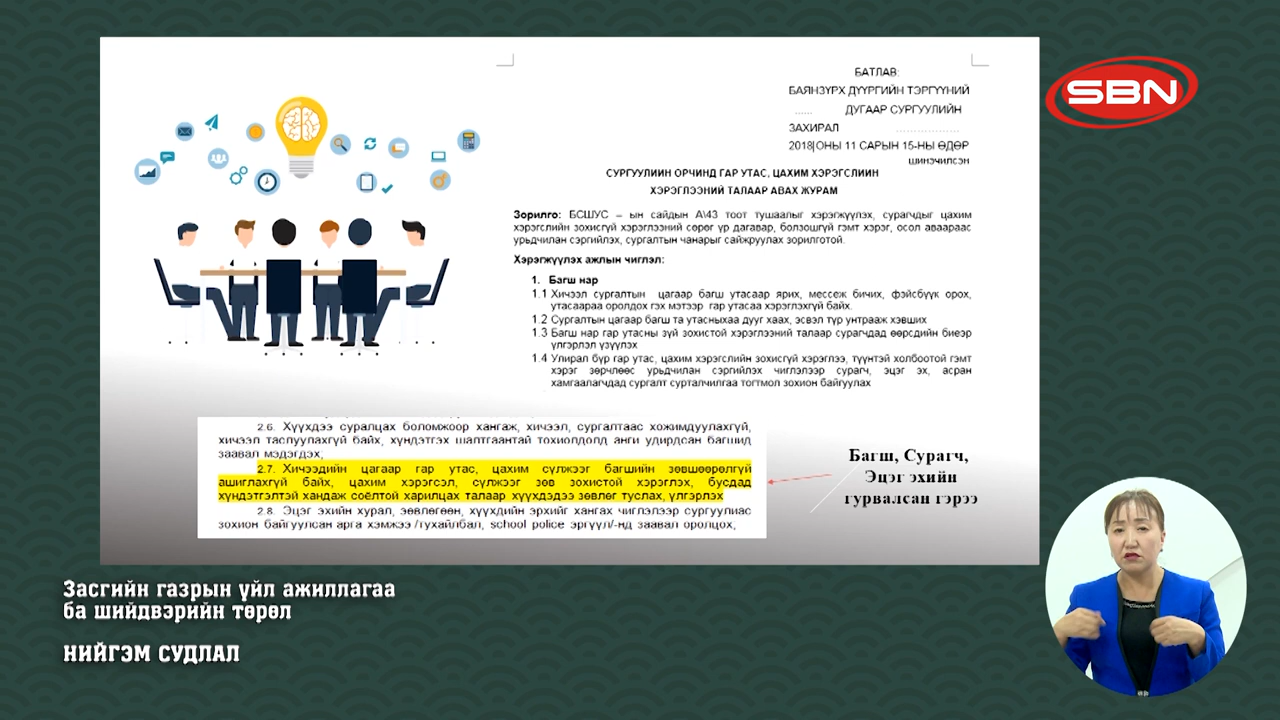 SBN
БАТЛАВ:
БАЯНЗҮРХ ДҮҮРГИЙН ТЭРГҮҮНИЙ
...... ДУГААР СУРГУУЛИЙН
ЗАХИРАЛ ...................
2018|ОНЫ 11 САРЫН 15-НЫ ӨДӨР
шинэчилсэн
СУРГУУЛИИН ОРЧИНД ГАР УТАС, ЦАХИМ ХЭРЭГСЛИИН
ХЭРЭГЛЭЭНИЙ ТАЛААР АВАХ ЖУРАМ
Зорилго: БСШУС – ын сайдын А\43 тоот тушаалыг хэрэгжүүлэх, сурагчдыг цахим
хэрэгслийн зохисгүй хэрэглээний сөрөг үр дагавар, болзошгүй гэмт хэрэг, осол авaараас
урьдчилан сэргийлэх, сургалтын чанарыг сайжруулах зорилготой.
Хэрэгжүүлэх ажлын чиглэл:
1. Багш нар
1.1 Хичээл сургалтын цагаар багш утасаар ярих, мессеж бичих, фэйсбүүк орох,
утасаараа оролдох гэх мэтээр гар утсаа хэрэглэхгүй байх.
1.2 Сургалтын цагаар багш та утасныхаа дууг хаах, эсвэл түр унтрааж хэвших
1.3 Багш нар гар утасны зүй зохистой хэрэглээний талаар сурагчдад өөрсдийн биеэр
үлгэрлэл үзүүлэх
1.4 Улирал бүр гар утас, цахим хэрэгслийн зохисгүй хэрэглээ, түүнтэй холбоотой гэмт
хэрэг зөрчлөөс урьдчилан сэргийлэх чиглэлээр сурагч, эцэг эх, асран
хамгаалагчдад сургалт сурталчилгаа тогтмол зохион байгуулах
2.6. Хүүхдээ суралцах боломжоор хангаж, хичээл, сургалтаас хожимдуулахгүй,
хичээл таслуулахгүй байх, хүндэтгэх шалтгаантай тохиолдолд анги удирдсан багшид
заавал мэдэгдэх;
2.7. Хичээдийн цагаар гар утас, цахим сүлжээг багшийн зөвшөөрөлгүй
ашиглахгүй байх, цахим хэрэгсэл, сүлжээг зөв зохистой хэрэглэх, бусдад
хүндэтгэлтэй хандаж соёлтой харилцах талаар хүүхдэдээ зөвлөг туслах, үлгэрлэх
2.8. Эцэг эхийн хурал, зөвлөгөөн, хүүхдийн эрхийг хангах чиглэлээр сургуулиас
зохион байгуулсан арга хэмжээ /тухайлбал, school police эргүүл/-нд заавал оролцох;
Багш, Сурагч,
Эцэг эхийн
гурвалсан гэрээ
Засгийн газрын үйл ажиллагаа
ба шийдвэрийн төрөл
НИЙГЭМ СУДЛАЛ